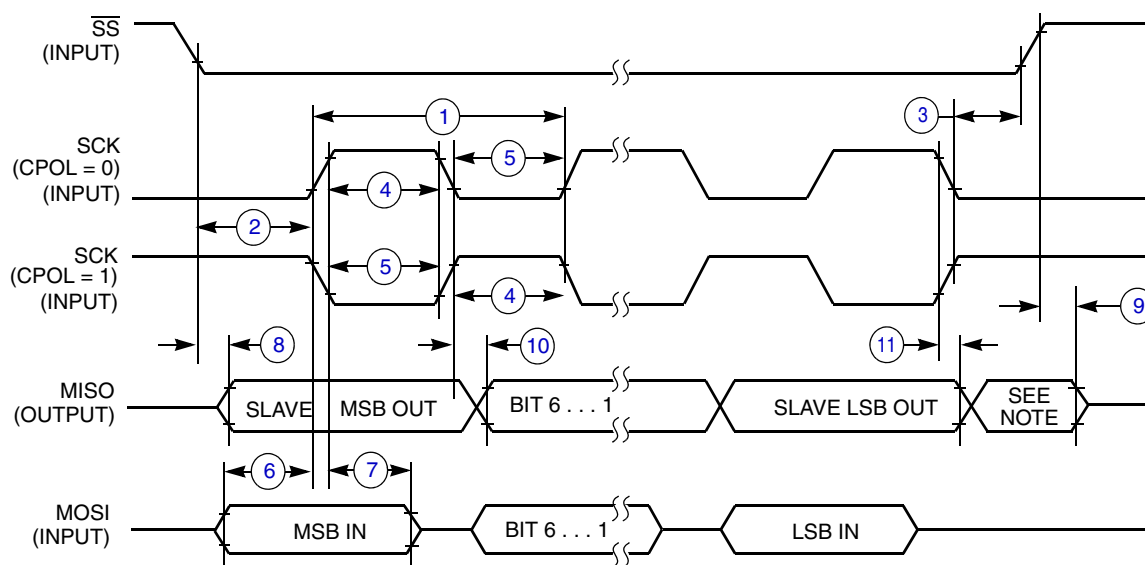 SS
(INPUT)
1
3
SCK
(CPOL = 0)
(INPUT)
5
4
2
SCK
(CPOL = 1)
(INPUT)
5
4
9
8
10
11
MISO
(OUTPUT)
SLAVE MSB OUT
BIT 6 . . . 1
SLAVE LSB OUT
SEE
NOTE
6
7
MOSI
(INPUT)
MSB IN
BIT 6 . . . 1
LSB IN